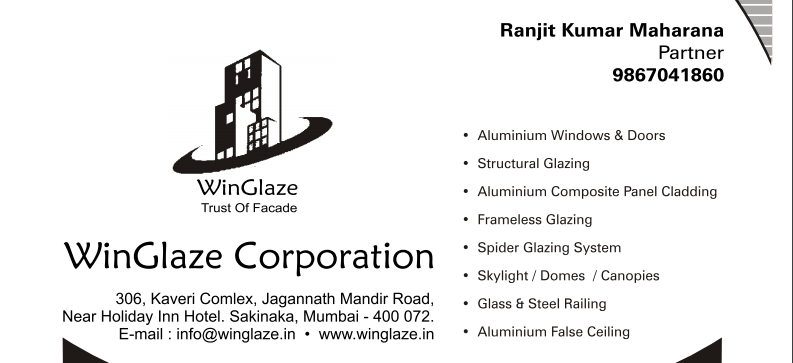 Ranjit Kumar Maharana
Partner
9867041860
WinGlaze
Trust Of Facade
WinGlaze Corporation
306, Kaveri Comlex, Jagannath Mandir Road,
Near Holiday Inn Hotel. Sakinaka, Mumbai - 400 072.
E-mail : info@winglaze.in • www.winglaze.in
• Aluminium Windows & Doors
• Structural Glazing
• Aluminium Composite Panel Cladding
• Frameless Glazing
• Spider Glazing System
• Skylight / Domes / Canopies
• Glass & Steel Railing
• Aluminium False Ceiling